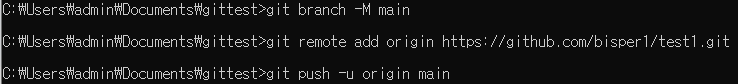 C:₩Users₩admin₩Documents₩gittest>git branch -M main
C:₩Users₩admin₩Documents₩gittest>git remote add origin https://github.com/bisper1/test1.git
C:₩Users₩admin₩Documents₩gittest>git push -u origin main